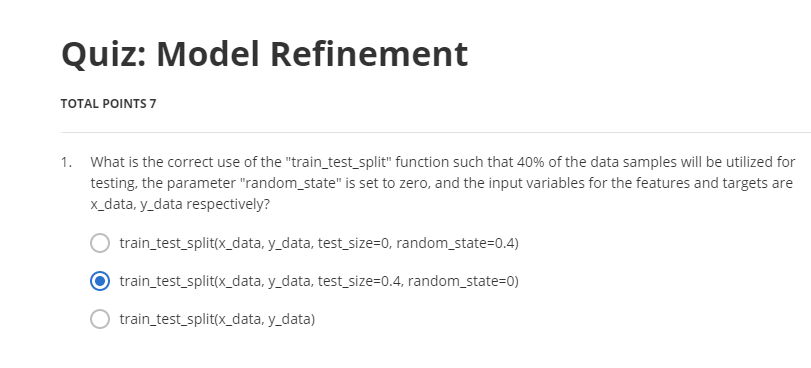 Quiz: Model Refinement
TOTAL POINTS 7
1. What is the correct use of the "train_test_split" function such that 40% of the data samples will be utilized for
testing, the parameter "random_state" is set to zero, and the input variables for the features and targets are
x_data, y_data respectively?
train_test_split(x_data, y_data, test_size=0, random_state=0.4)
train_test_split(x_data, y_data, test_size=0.4, random_state=0)
train_test_split(x_data, y_data)